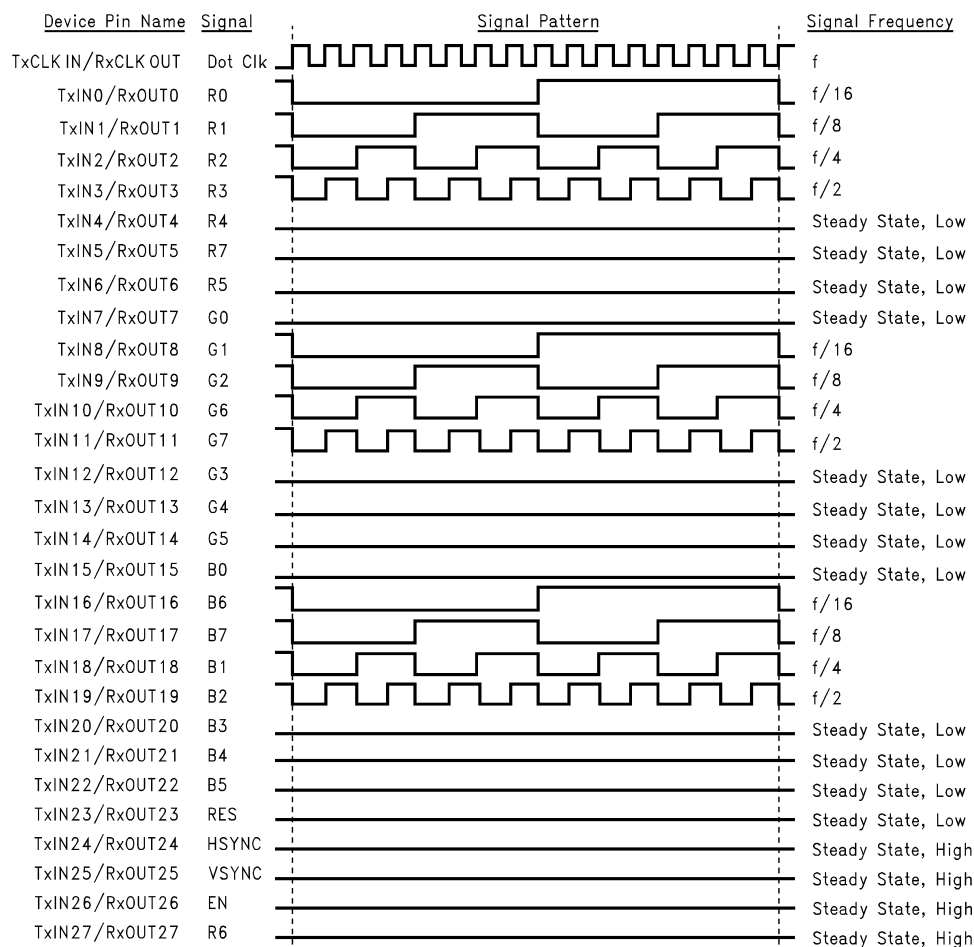 Device Pin Name Signal Signal Pattern Signal Frequency
TxCLK IN/RxCLK OUT Dot Clk f
TxIN0/RxOUT0 R0 f/16
TxIN1/RxOUT1 R1 f/8
TxIN2/RxOUT2 R2 f/4
TxIN3/RxOUT3 R3 f/2
TxIN4/RxOUT4 R4 Steady State, Low
TxIN5/RxOUT5 R7 Steady State, Low
TxIN6/RxOUT6 R5 Steady State, Low
TxIN7/RxOUT7 G0 Steady State, Low
TxIN8/RxOUT8 G1 f/16
TxIN9/RxOUT9 G2 f/8
TxIN10/RxOUT10 G6 f/4
TxIN11/RxOUT11 G7 f/2
TxIN12/RxOUT12 G3 Steady State, Low
TxIN13/RxOUT13 G4 Steady State, Low
TxIN14/RxOUT14 G5 Steady State, Low
TxIN15/RxOUT15 B0 Steady State, Low
TxIN16/RxOUT16 B6 f/16
TxIN17/RxOUT17 B7 f/8
TxIN18/RxOUT18 B1 f/4
TxIN19/RxOUT19 B2 f/2
TxIN20/RxOUT20 B3 Steady State, Low
TxIN21/RxOUT21 B4 Steady State, Low
TxIN22/RxOUT22 B5 Steady State, Low
TxIN23/RxOUT23 RES Steady State, Low
TxIN24/RxOUT24 HSYNC Steady State, High
TxIN25/RxOUT25 VSYNC Steady State, High
TxIN26/RxOUT26 EN Steady State, High
TxIN27/RxOUT27 R6 Steady State, High